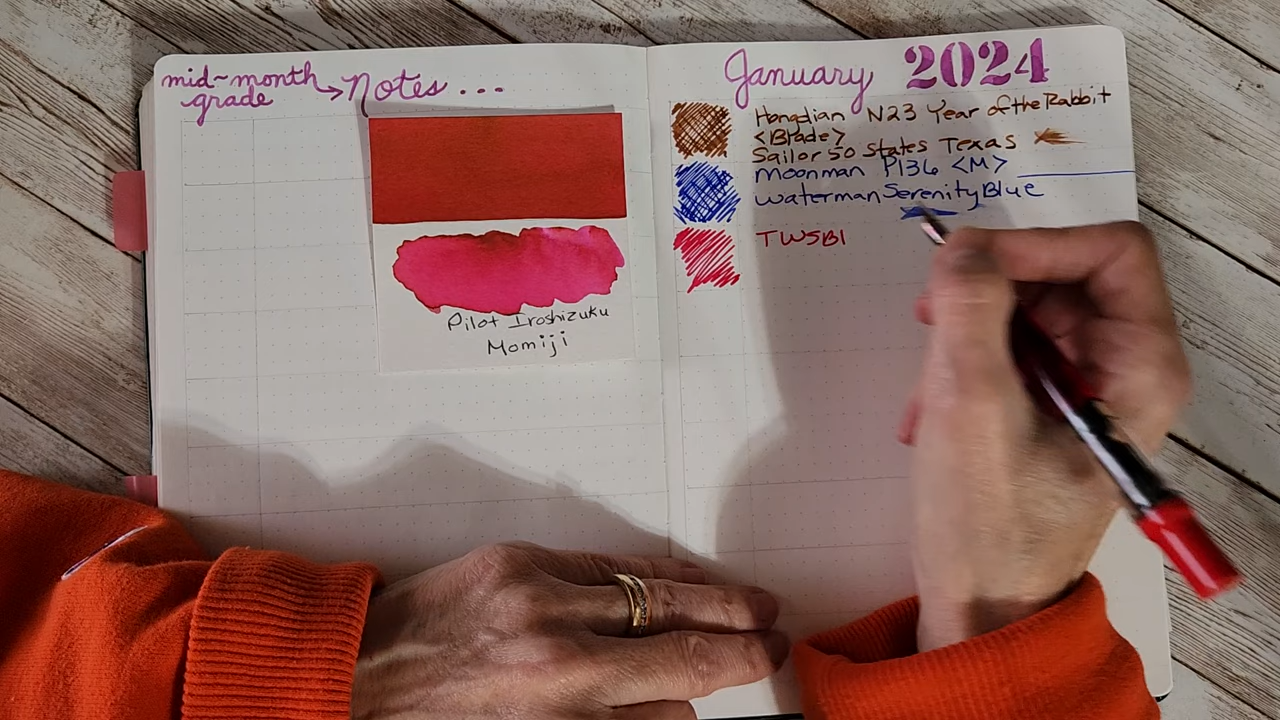 mid~month
grade → Notes ...
Pilot Iroshizuku
Momiji
January 2024
Hongdian N23 Year of the Rabbit
<Blade>
Sailor 50 States Texas
Moonman P136 <M>
Waterman Serenity Blue
TWSBI